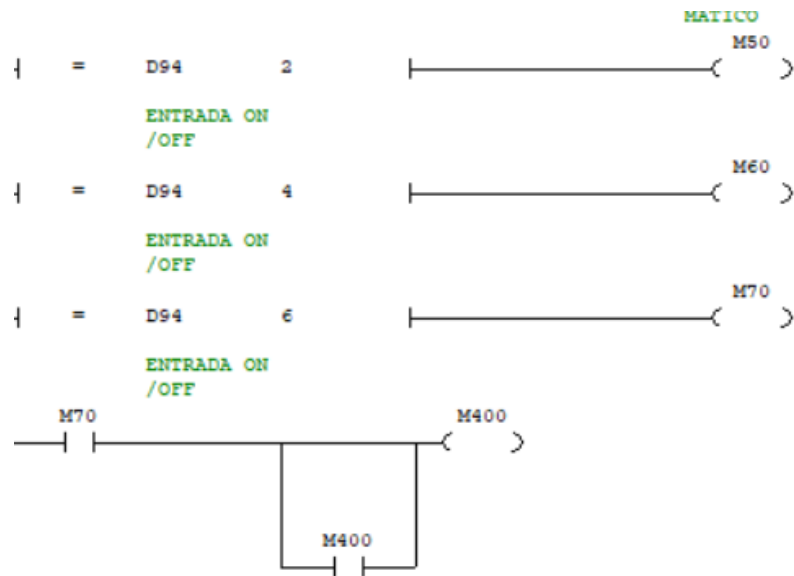 MATICO
M50
= D94 2
ENTRADA ON
/OFF
M60
= D94 4
ENTRADA ON
/OFF
M70
= D94 6
ENTRADA ON
/OFF
M70 M400
M400